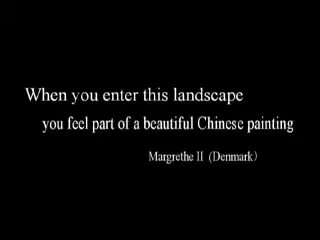 When you enter this landscape
you feel part of a beautiful Chinese painting
Margrethe II (Denmark)